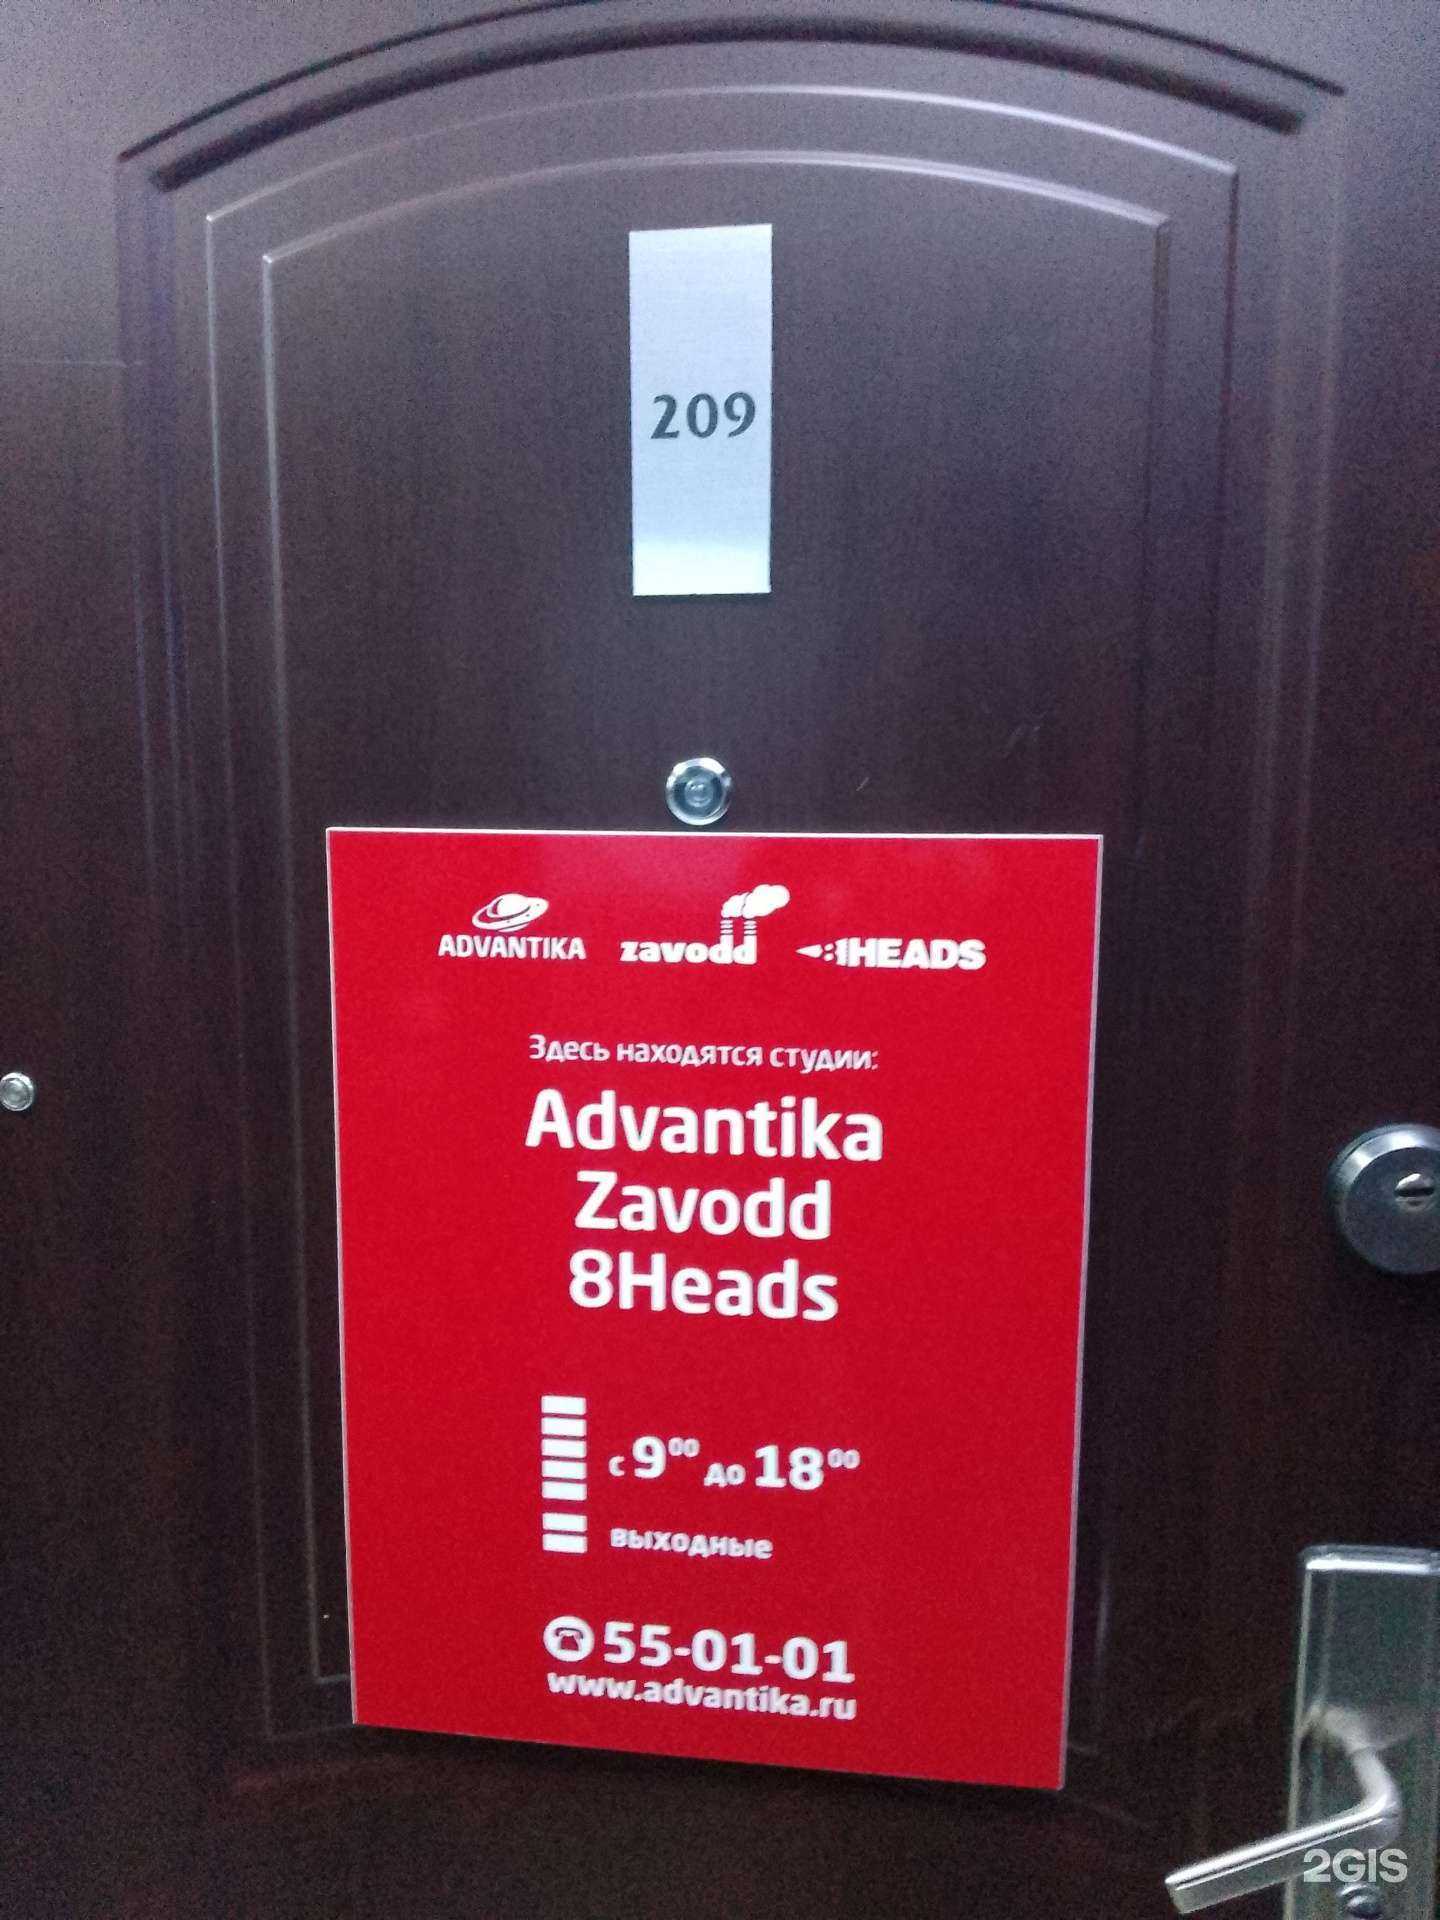 209
ADVANTIKA zavodd 8HEADS
Здесь находятся студии:
Advantika
Zavodd
8Heads
с 9⁰⁰ до 18⁰⁰
выходные
55-01-01
www.advantika.ru
2GIS